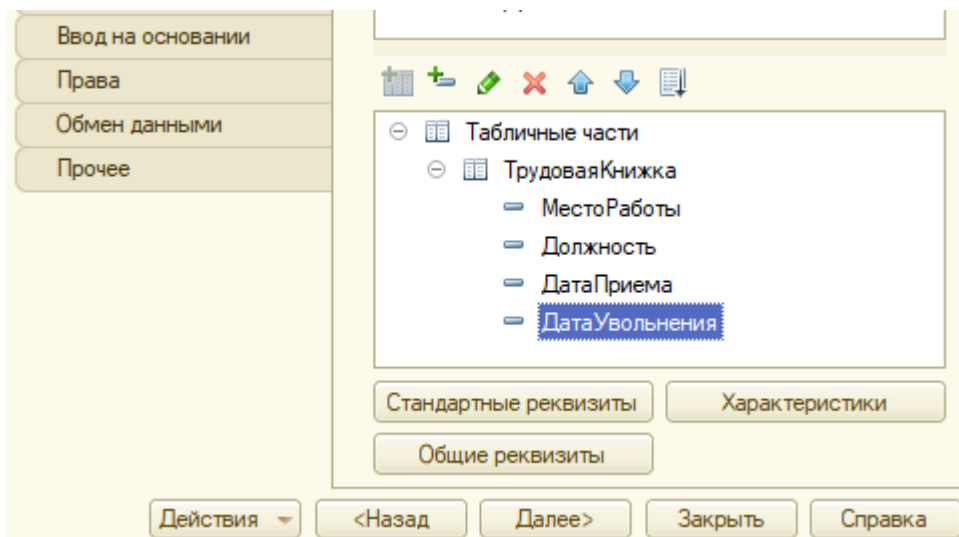 Ввод на основании
Права
Обмен данными
Прочее
Табличные части
ТрудоваяКнижка
МестоРаботы
Должность
ДатаПриема
ДатаУвольнения
Стандартные реквизиты
Характеристики
Общие реквизиты
Действия
<Назад
Далее>
Закрыть
Справка